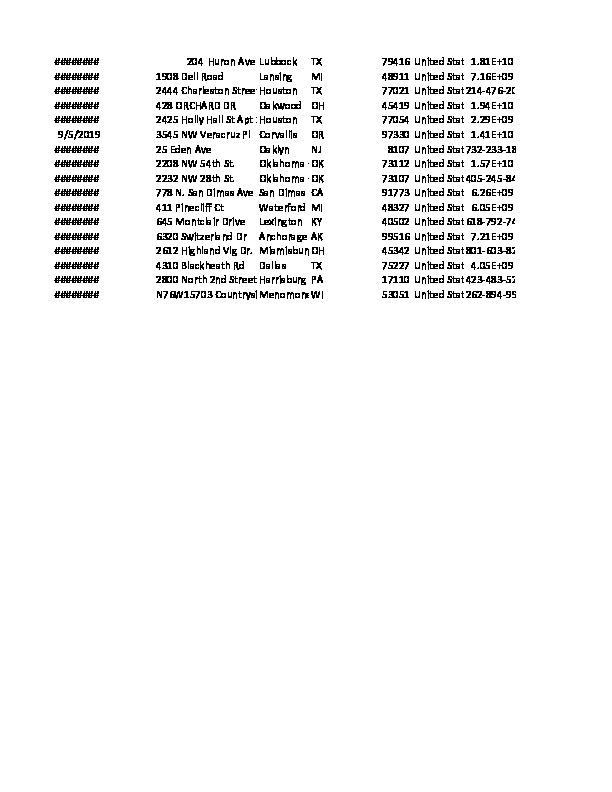 ######## 204 Huron Ave Lubbock TX 79416 United Stat 1.81E+10
######## 1908 Dell Road Lansing MI 48911 United Stat 7.16E+09
######## 2444 Charleston Stree Houston TX 77021 United Stat 214-476-20
######## 428 ORCHARD DR Oakwood OH 45419 United Stat 1.94E+10
######## 2425 Holly Hall St Apt Houston TX 77054 United Stat 2.29E+09
9/5/2019 3545 NW Veracruz Pl Corvallis OR 97330 United Stat 1.41E+10
######## 25 Eden Ave Oaklyn NJ 8107 United Stat 732-233-18
######## 2208 NW 54th St. Oklahoma OK 73112 United Stat 1.57E+10
######## 2232 NW 28th St. Oklahoma OK 73107 United Stat 405-245-84
######## 778 N. San Dimas Ave San Dimas CA 91773 United Stat 6.26E+09
######## 411 Pinecliff Ct Waterford MI 48327 United Stat 6.05E+09
######## 645 Montclair Drive Lexington KY 40502 United Stat 618-792-74
######## 6320 Switzerland Dr Anchorage AK 99516 United Stat 7.21E+09
######## 2612 Highland Vlg Dr. Miamisbur OH 45342 United Stat 801-603-82
######## 4310 Blackheath Rd Dallas TX 75227 United Stat 4.05E+09
######## 2800 North 2nd Street Harrisburg PA 17110 United Stat 423-483-52
######## N76W15703 Countrysi Menomone WI 53051 United Stat 262-894-99